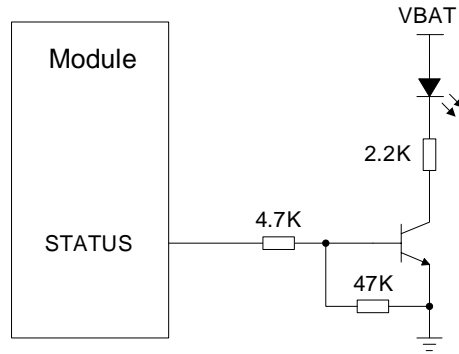 VBAT
Module
2.2K
4.7K
STATUS
47K